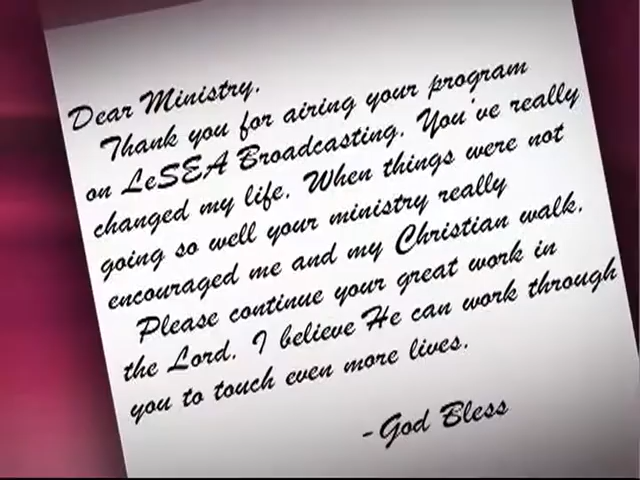 Dear Ministry.
Thank you for airing your program
on LeSEA Broadcasting. You've really
changed my life. When things were not
going so well your ministry really
encouraged me and my Christian walk.
Please continue your great work in
the Lord. I believe He can work through
you to touch even more lives.
-God Bless